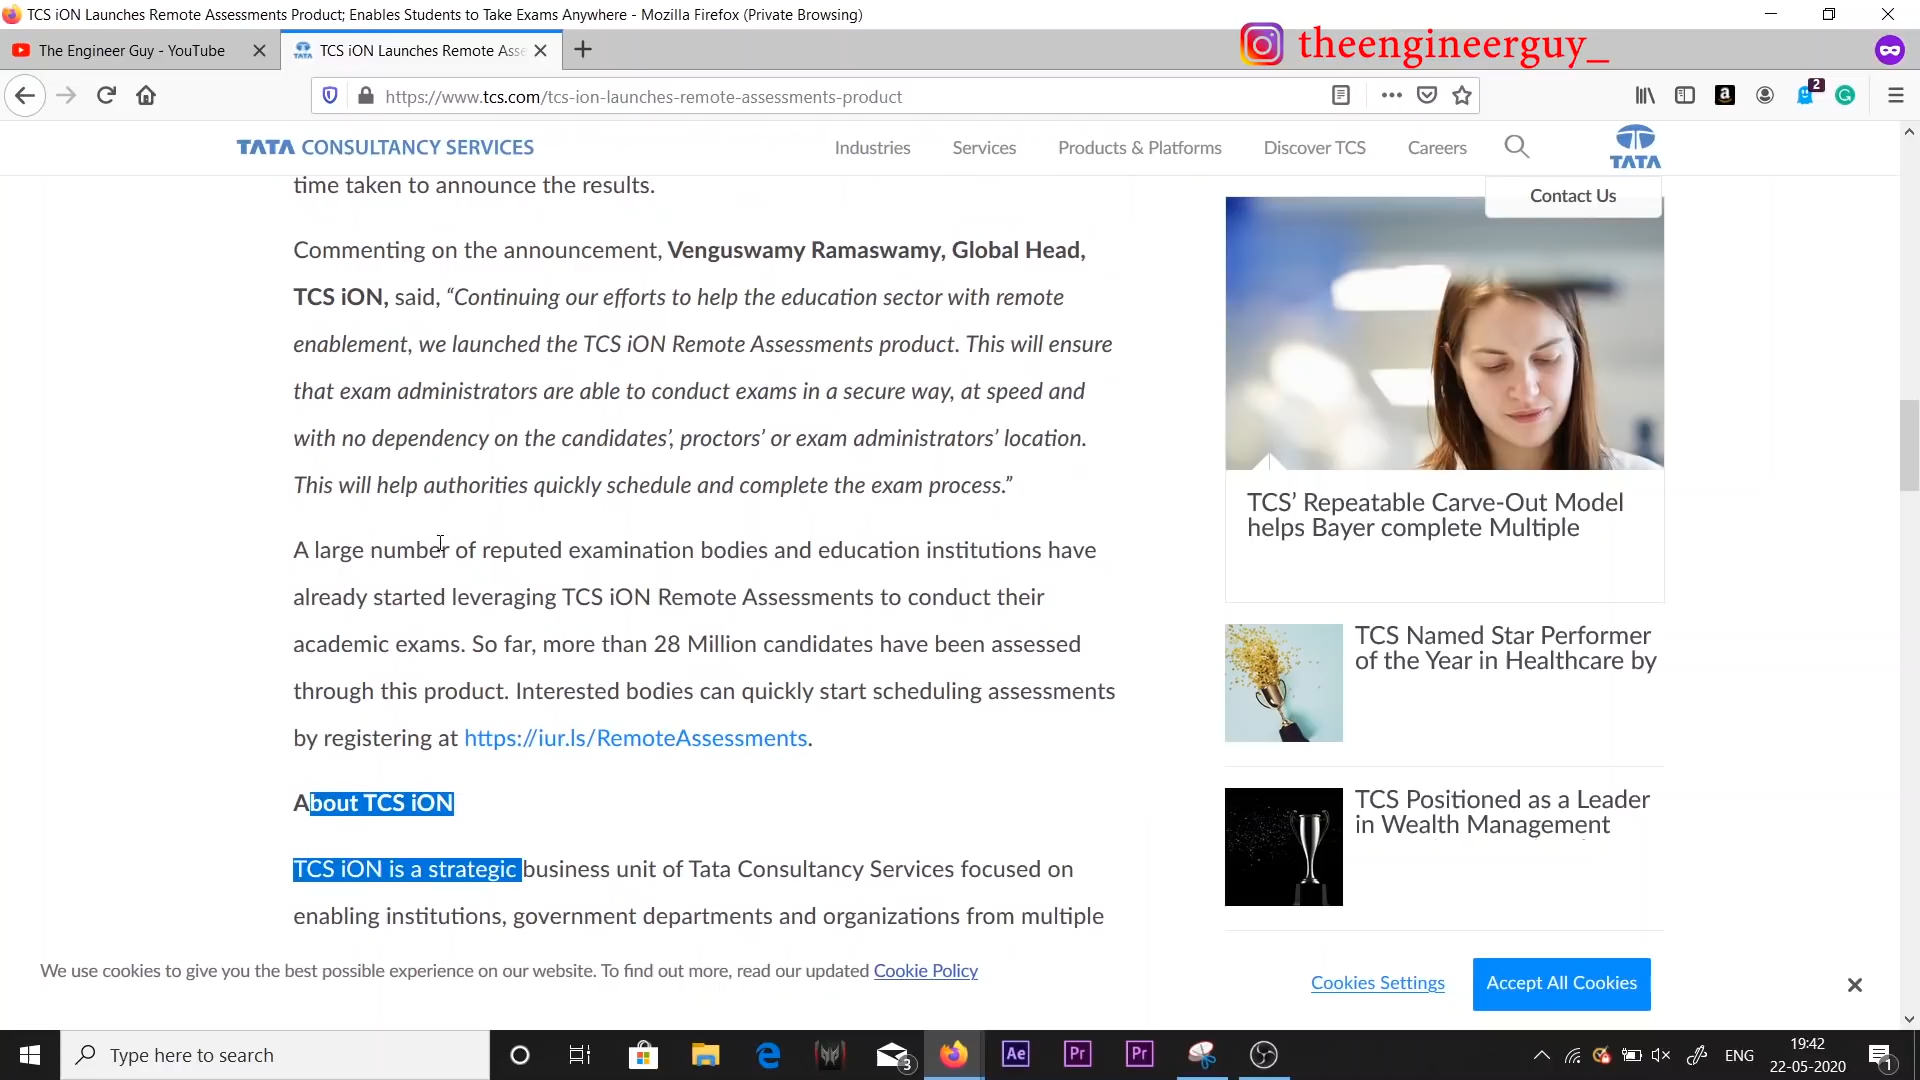 TCS iON Launches Remote Assessments Product; Enables Students to Take Exams Anywhere - Mozilla Firefox (Private Browsing)
The Engineer Guy - YouTube
TCS iON Launches Remote Asse
theengineerguy_
https://www.tcs.com/tcs-ion-launches-remote-assessments-product
2
TATA CONSULTANCY SERVICES
Industries
Services
Products & Platforms
Discover TCS
Careers
TATA
Contact Us
time taken to announce the results.
Commenting on the announcement, Venguswamy Ramaswamy, Global Head,
TCS iON, said, “Continuing our efforts to help the education sector with remote
enablement, we launched the TCS iON Remote Assessments product. This will ensure
that exam administrators are able to conduct exams in a secure way, at speed and
with no dependency on the candidates’, proctors’ or exam administrators’ location.
This will help authorities quickly schedule and complete the exam process.”
A large number of reputed examination bodies and education institutions have
already started leveraging TCS iON Remote Assessments to conduct their
academic exams. So far, more than 28 Million candidates have been assessed
through this product. Interested bodies can quickly start scheduling assessments
by registering at https://iur.ls/RemoteAssessments.
About TCS iON
TCS iON is a strategic business unit of Tata Consultancy Services focused on
enabling institutions, government departments and organizations from multiple
TCS’ Repeatable Carve-Out Model
helps Bayer complete Multiple
TCS Named Star Performer
of the Year in Healthcare by
TCS Positioned as a Leader
in Wealth Management
We use cookies to give you the best possible experience on our website. To find out more, read our updated Cookie Policy
Cookies Settings
Accept All Cookies
Type here to search
3
Ae
Pr
Pr
ENG
19:42
22-05-2020
1